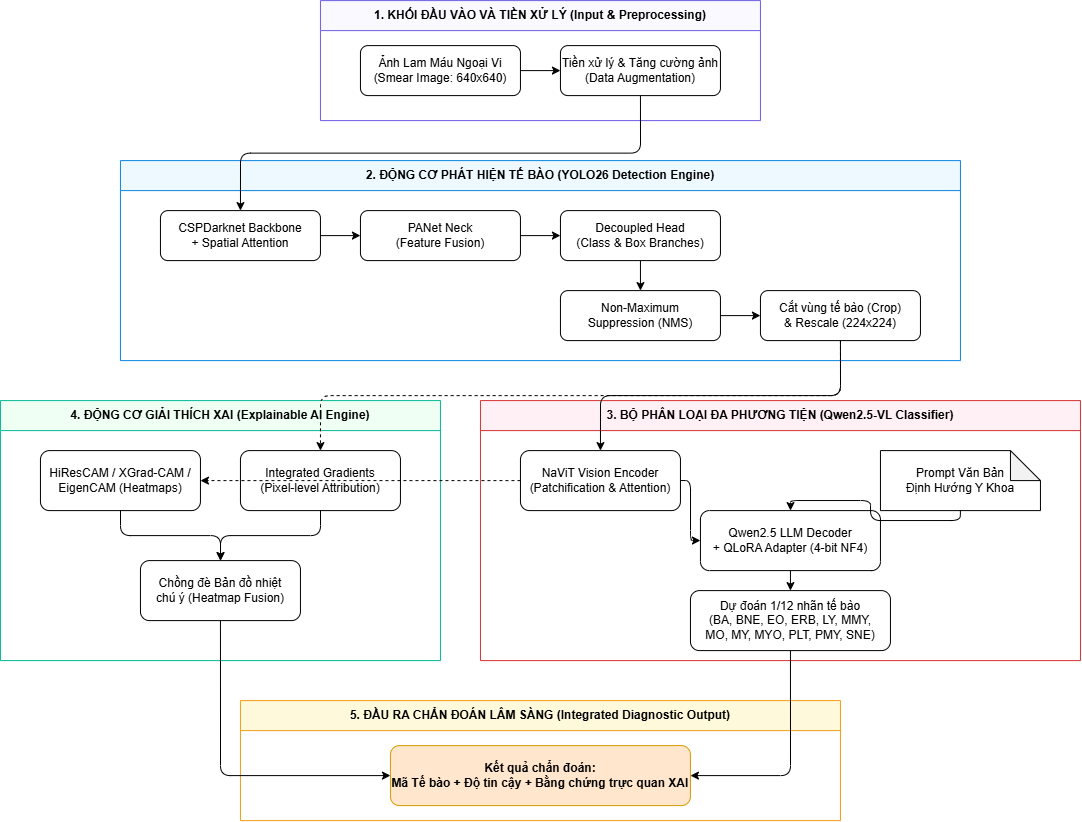 1. KHỐI ĐẦU VÀO VÀ TIỀN XỬ LÝ (Input & Preprocessing)
Ảnh Lam Máu Ngoại Vi
(Smear Image: 640x640)
Tiền xử lý & Tăng cường ảnh
(Data Augmentation)
2. ĐỘNG CƠ PHÁT HIỆN TẾ BÀO (YOLO26 Detection Engine)
CSPDarknet Backbone
+ Spatial Attention
PANet Neck
(Feature Fusion)
Decoupled Head
(Class & Box Branches)
Non-Maximum
Suppression (NMS)
Cắt vùng tế bào (Crop)
& Rescale (224x224)
4. ĐỘNG CƠ GIẢI THÍCH XAI (Explainable AI Engine)
HiResCAM / XGrad-CAM /
EigenCAM (Heatmaps)
Integrated Gradients
(Pixel-level Attribution)
Chồng đè Bản đồ nhiệt
chú ý (Heatmap Fusion)
3. BỘ PHÂN LOẠI ĐA PHƯƠNG TIỆN (Qwen2.5-VL Classifier)
NaViT Vision Encoder
(Patchification & Attention)
Prompt Văn Bản
Định Hướng Y Khoa
Qwen2.5 LLM Decoder
+ QLoRA Adapter (4-bit NF4)
Dự đoán 1/12 nhãn tế bào
(BA, BNE, EO, ERB, LY, MMY,
MO, MY, MYO, PLT, PMY, SNE)
5. ĐẦU RA CHẨN ĐOÁN LÂM SÀNG (Integrated Diagnostic Output)
Kết quả chẩn đoán:
Mã Tế bào + Độ tin cậy + Bằng chứng trực quan XAI